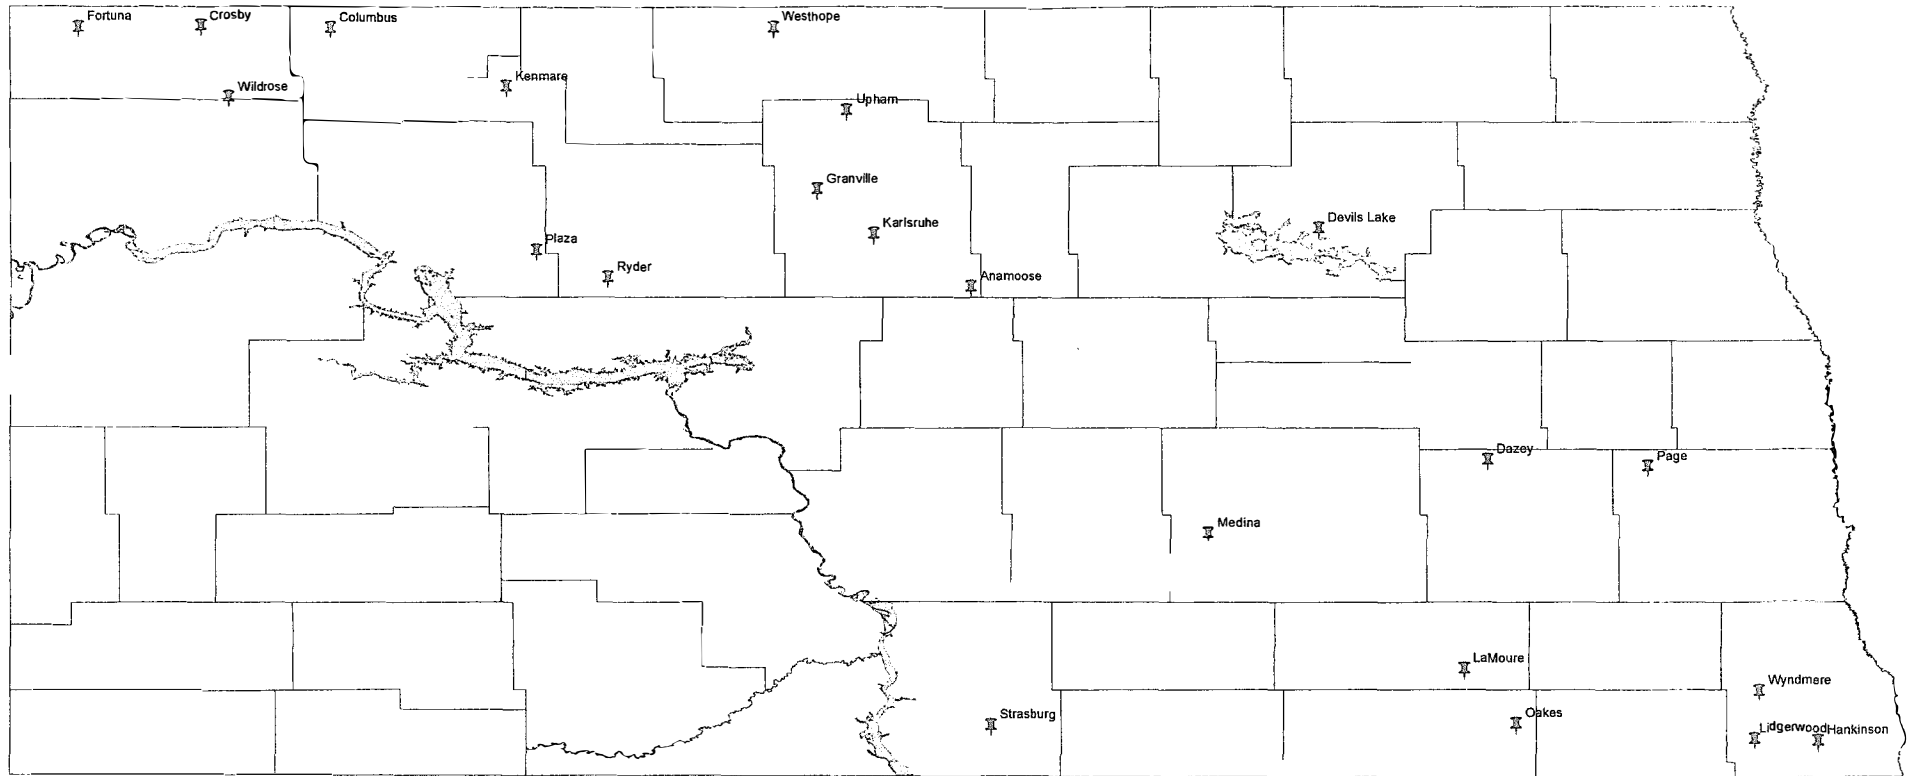 Fortuna
Crosby
Columbus
Westhope
Kenmare
Wildrose
Upham
Granville
Karlsruhe
Devils Lake
Plaza
Ryder
Anamoose
Dazey
Page
Medina
LaMoure
Wyndmere
Strasburg
Oakes
Lidgerwood
Hankinson